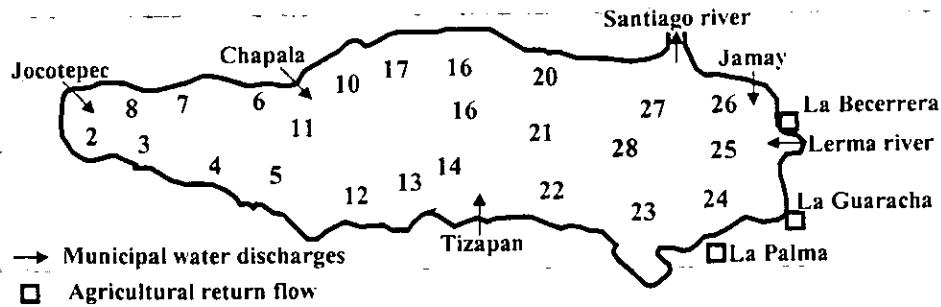 Santiago river
Chapala
Jamay
Jocotepec
10 17 16 20
8 7 6 27 26
La Becerrera
2 3 11 16 21 28 25
Lerma river
4 5 14
12 13 22 23 24
La Guaracha
Tizapan
La Palma
Municipal water discharges
Agricultural return flow